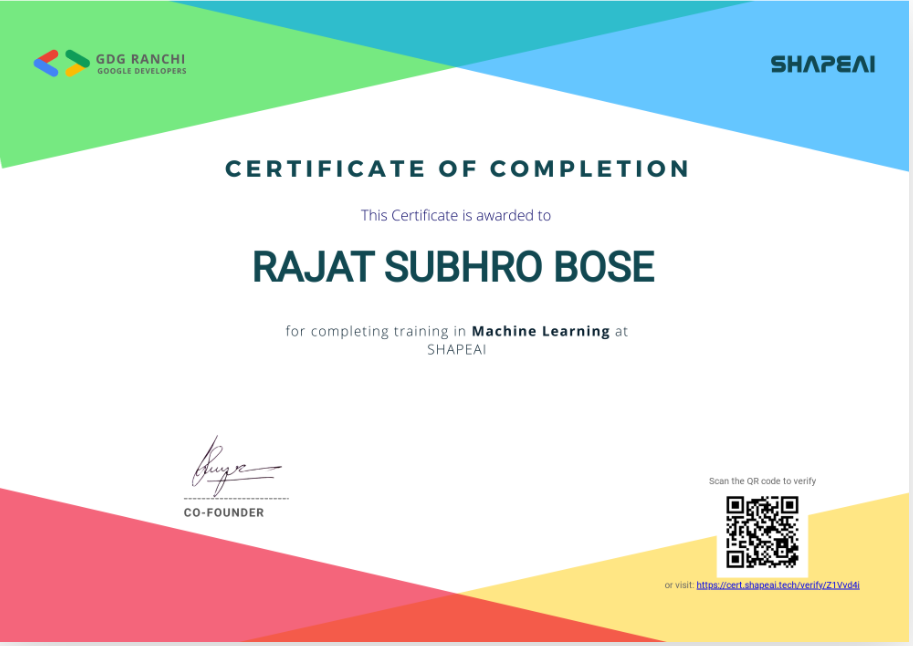 GDG RANCHI
GOOGLE DEVELOPERS
SHAPEAI
CERTIFICATE OF COMPLETION
This Certificate is awarded to
RAJAT SUBHRO BOSE
for completing training in Machine Learning at
SHAPEAI
CO-FOUNDER
Scan the QR code to verify
or visit: https://cert.shapeai.tech/verify/Z1Vvd4i